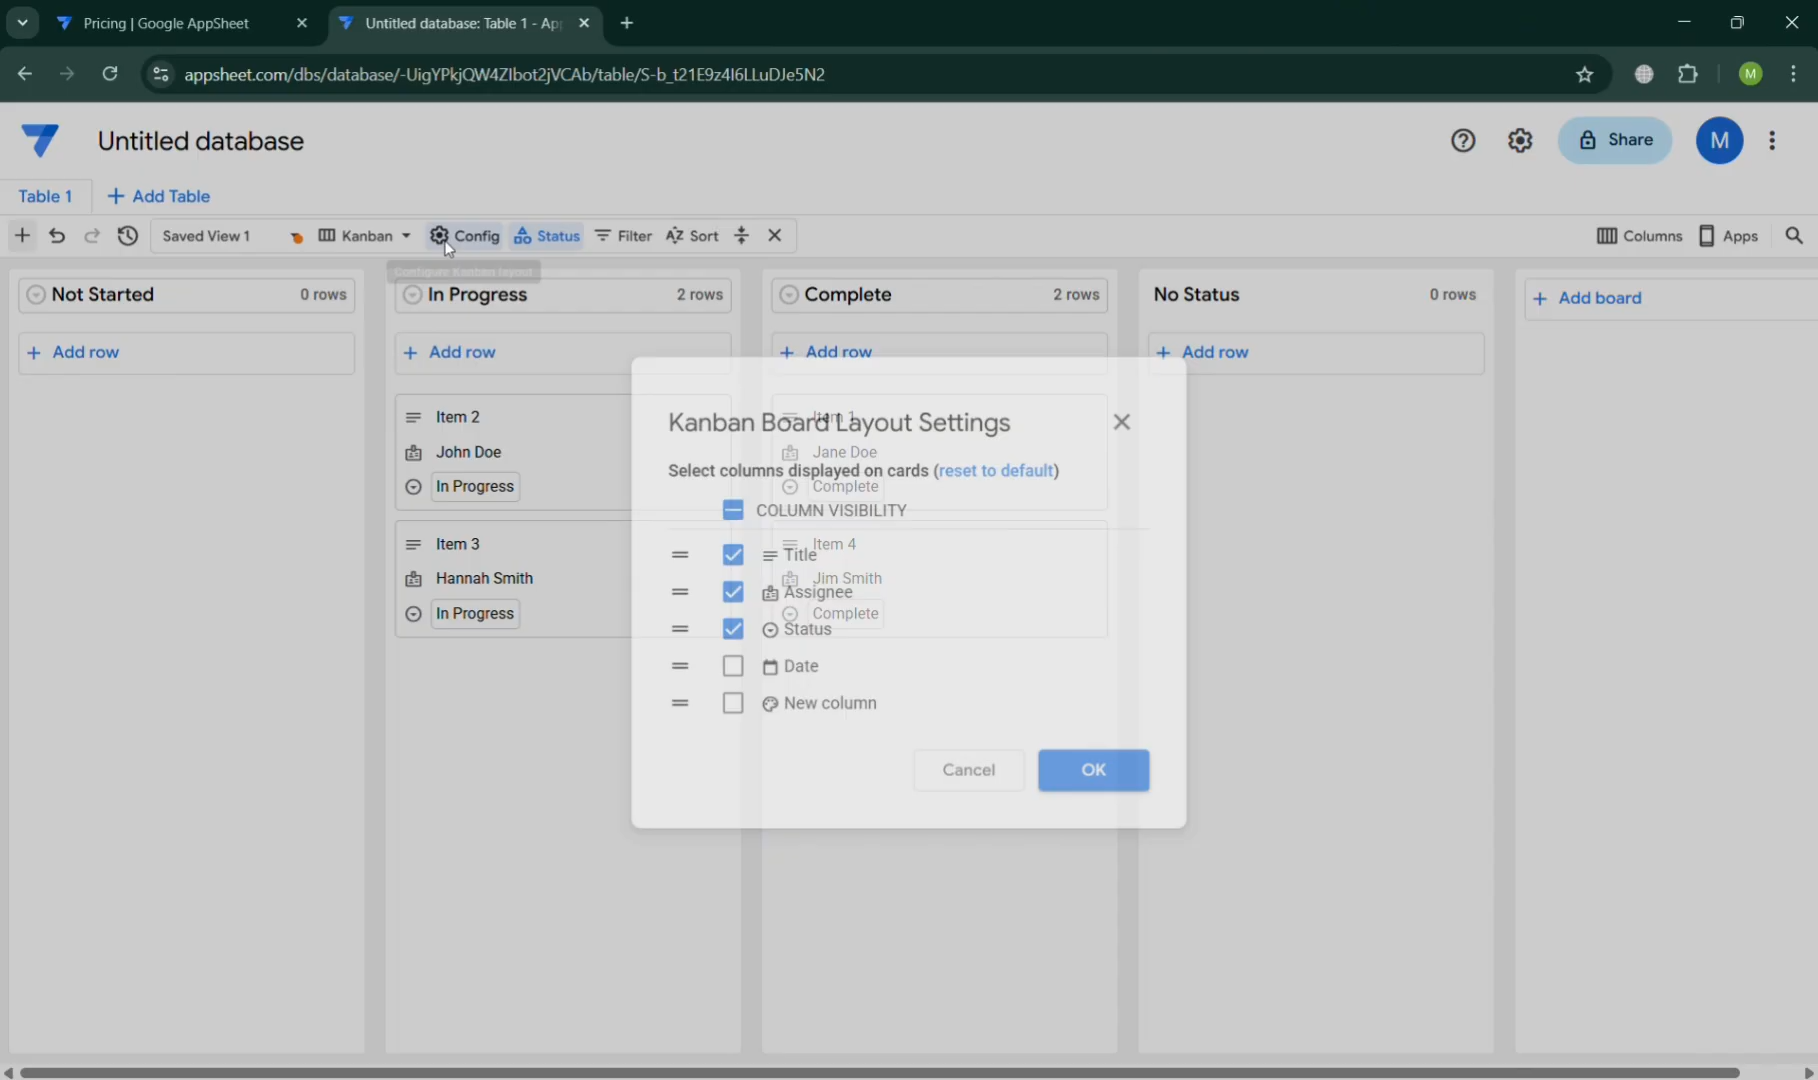 Pricing | Google AppSheet
Untitled database: Table 1 - Ap
appsheet.com/dbs/database/-UigYPkjQW4ZIbot2jVCAb/table/S-b_t21E9z4I6LLuDJe5N2
M
Untitled database
Share
M
Table 1
Add Table
Saved View 1
Kanban
Config
Status
Filter
Sort
Columns
Apps
Configure Kanban layout
Not Started
0 rows
In Progress
2 rows
Complete
2 rows
No Status
0 rows
Add board
Add row
Add row
Add row
Add row
Item 2
John Doe
In Progress
Item 3
Hannah Smith
In Progress
Item 1
Jane Doe
Complete
Item 4
Jim Smith
Complete
Kanban Board Layout Settings
Select columns displayed on cards (reset to default)
COLUMN VISIBILITY
Title
Assignee
Status
Date
New column
Cancel
OK